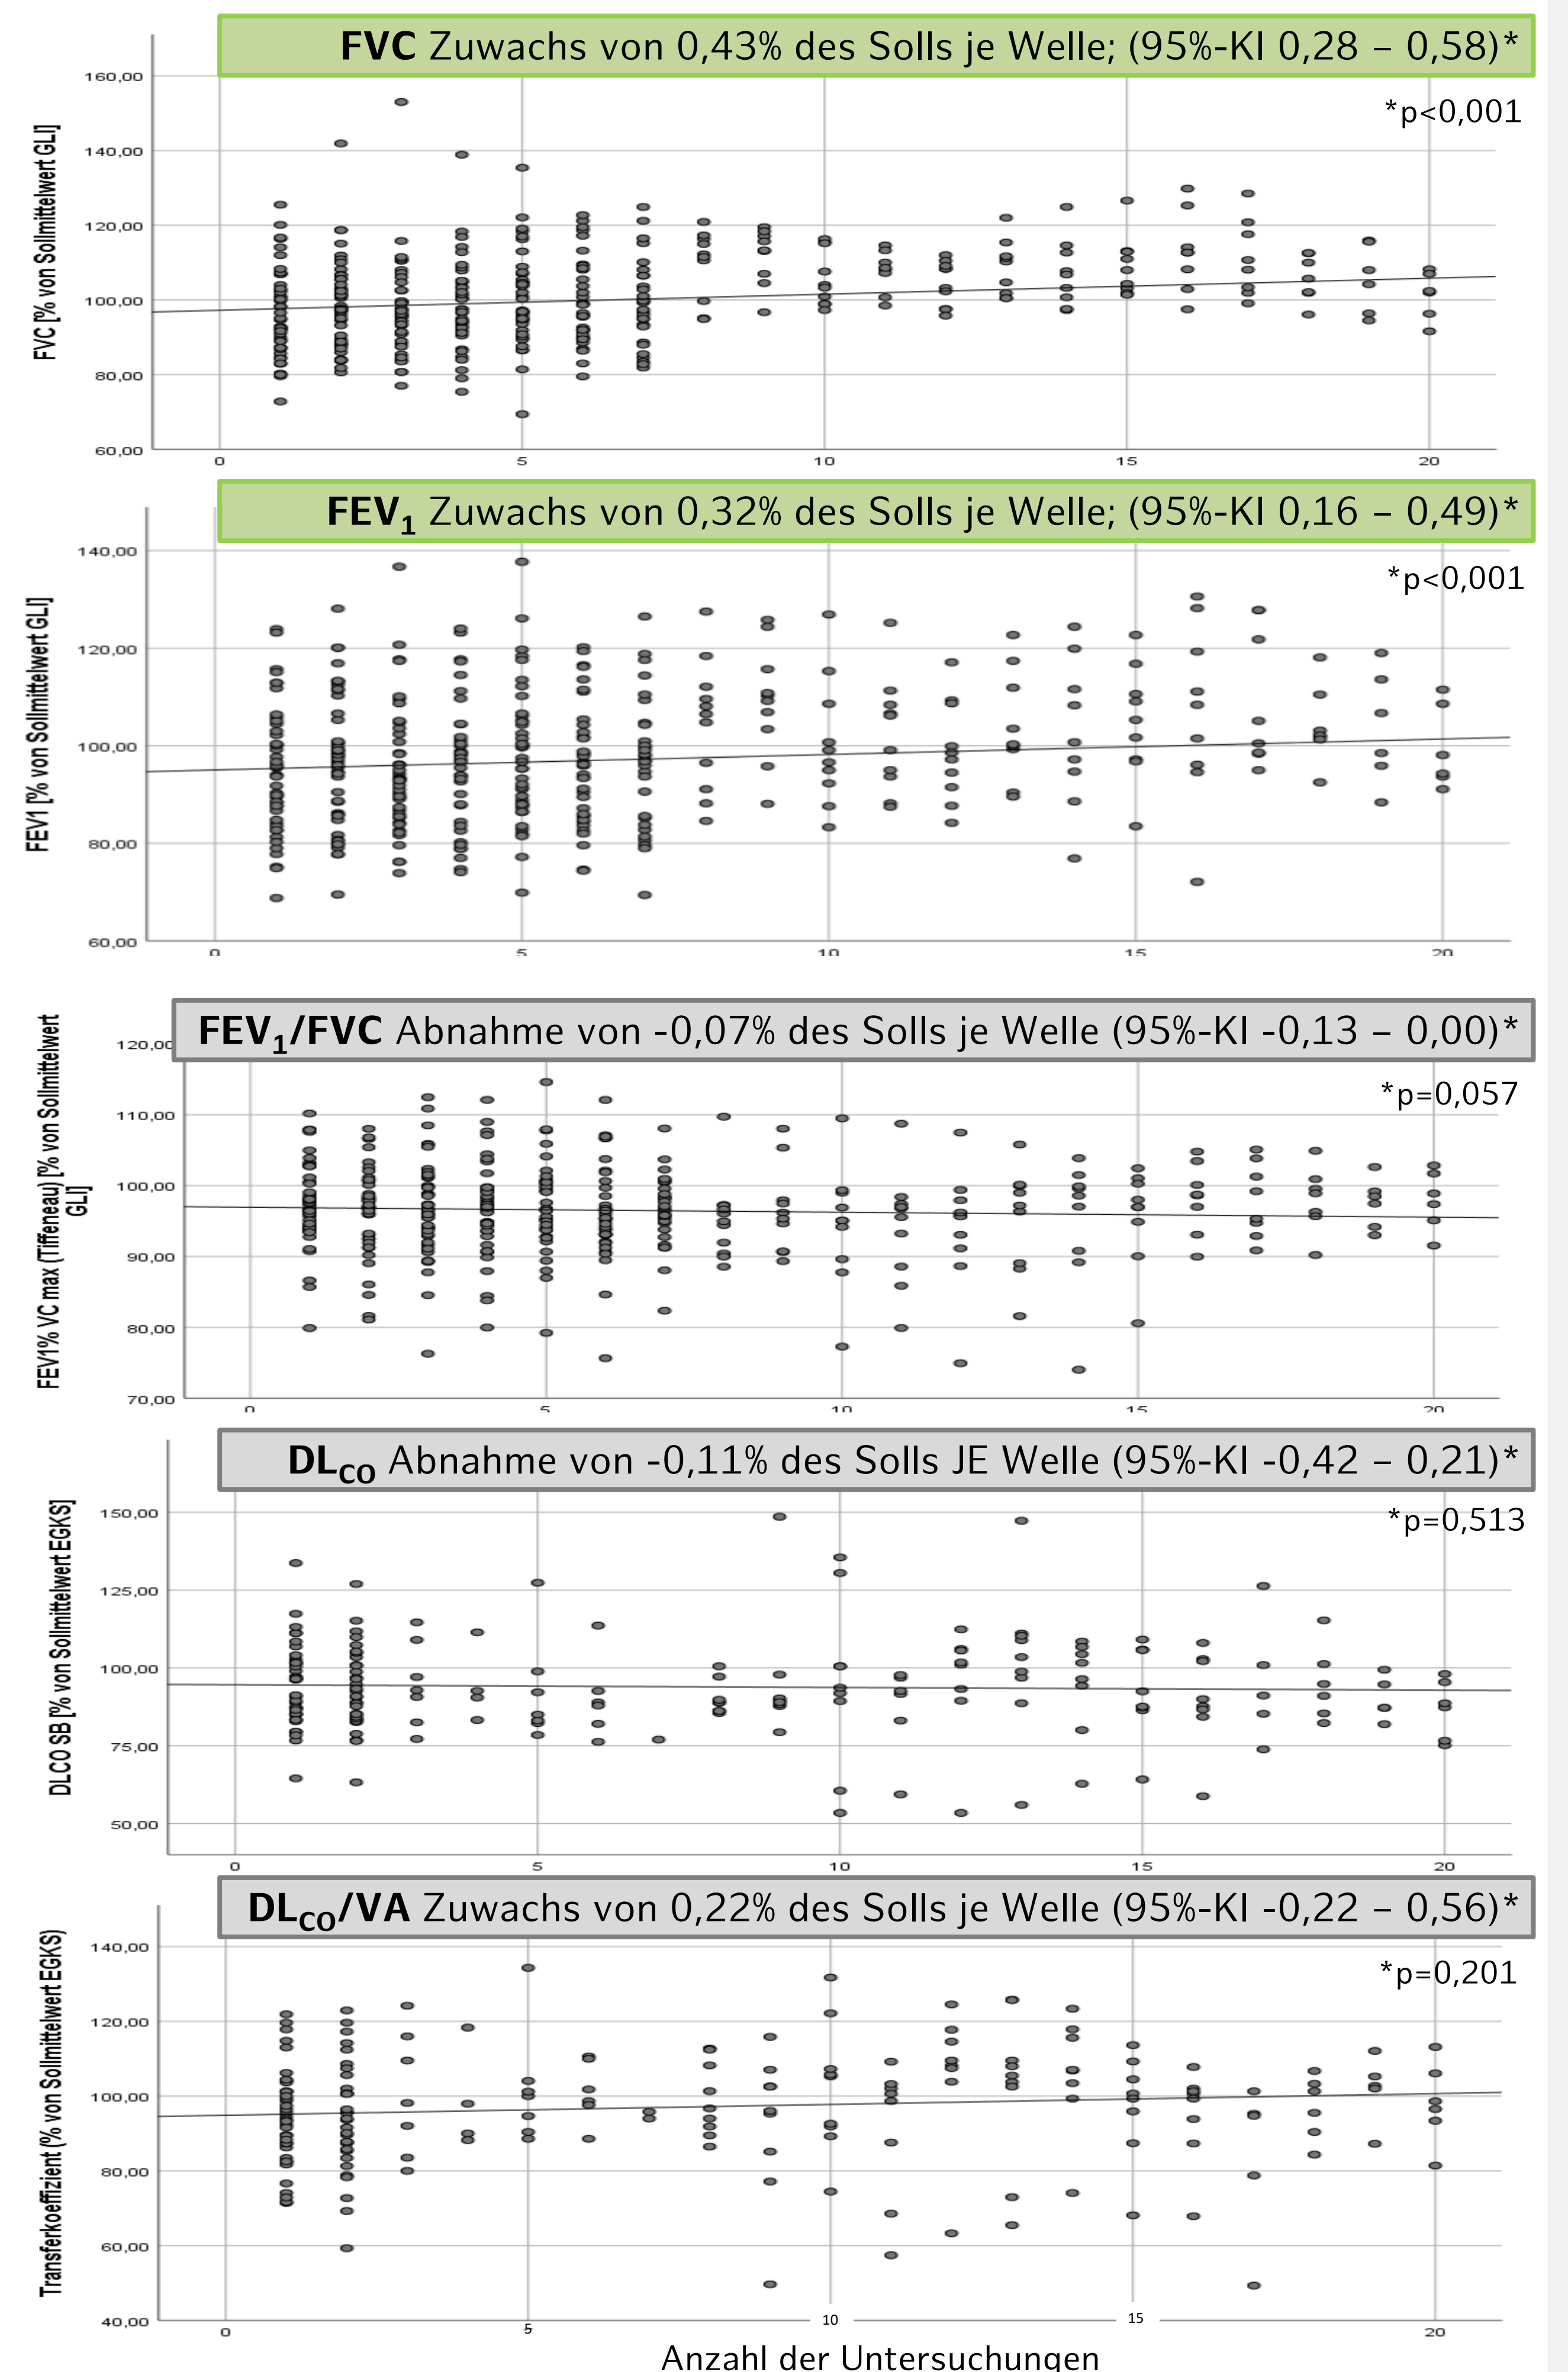 FVC Zuwachs von 0,43% des Solls je Welle; (95%-KI 0,28 – 0,58)*
*p<0,001
FVC [% von Sollmittelwert GLI]
160,00
140,00
120,00
100,00
80,00
60,00
0 5 10 15 20
FEV1 Zuwachs von 0,32% des Solls je Welle; (95%-KI 0,16 – 0,49)*
*p<0,001
FEV1 [% von Sollmittelwert GLI]
140,00
120,00
100,00
80,00
60,00
0 5 10 15 20
FEV1/FVC Abnahme von -0,07% des Solls je Welle (95%-KI -0,13 – 0,00)*
*p=0,057
FEV1% VC max (Tiffeneau) [% von Sollmittelwert
GLI]
120,00
110,00
100,00
90,00
80,00
70,00
0 5 10 15 20
DLCO Abnahme von -0,11% des Solls JE Welle (95%-KI -0,42 – 0,21)*
*p=0,513
DLCO SB [% von Sollmittelwert EGKS]
150,00
125,00
100,00
75,00
50,00
0 5 10 15 20
DLCO/VA Zuwachs von 0,22% des Solls je Welle (95%-KI -0,22 – 0,56)*
*p=0,201
Transferkoeffizient (% von Sollmittelwert EGKS)
140,00
120,00
100,00
80,00
60,00
40,00
0 5 10 15 20
Anzahl der Untersuchungen